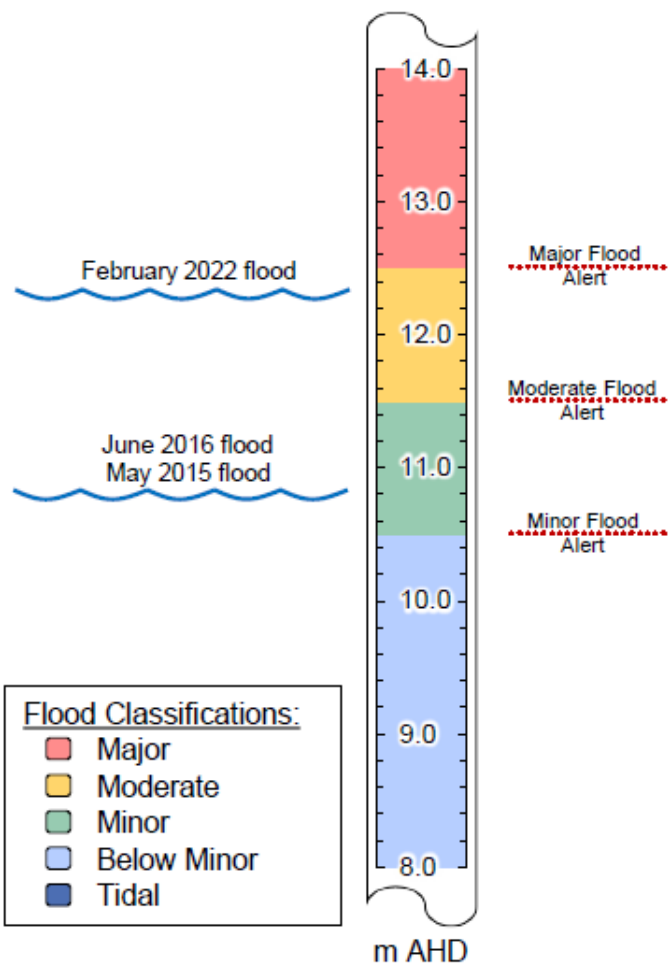 14.0
13.0
Major Flood
Alert
February 2022 flood
12.0
Moderate Flood
Alert
June 2016 flood
May 2015 flood
11.0
Minor Flood
Alert
10.0
Flood Classifications:
Major
Moderate
Minor
Below Minor
Tidal
9.0
8.0
m AHD